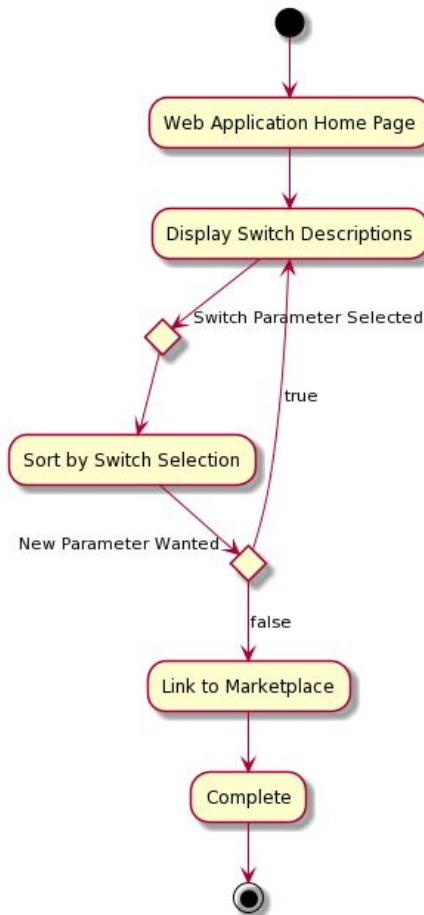 Web Application Home Page
Display Switch Descriptions
Switch Parameter Selected
true
Sort by Switch Selection
New Parameter Wanted
false
Link to Marketplace
Complete